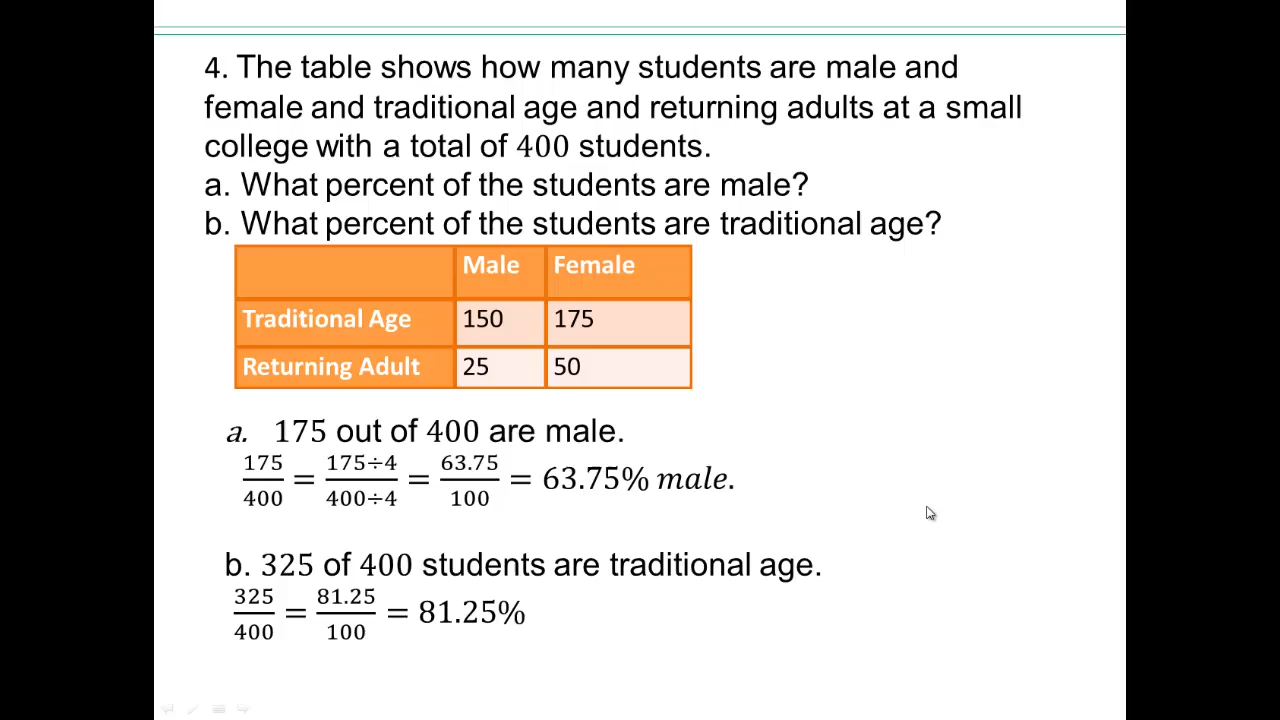 4. The table shows how many students are male and
female and traditional age and returning adults at a small
college with a total of 400 students.
a. What percent of the students are male?
b. What percent of the students are traditional age?
Male Female
Traditional Age 150 175
Returning Adult 25 50
a. 175 out of 400 are male.
175/400 = 175÷4/400÷4 = 63.75/100 = 63.75% male.
b. 325 of 400 students are traditional age.
325/400 = 81.25/100 = 81.25%